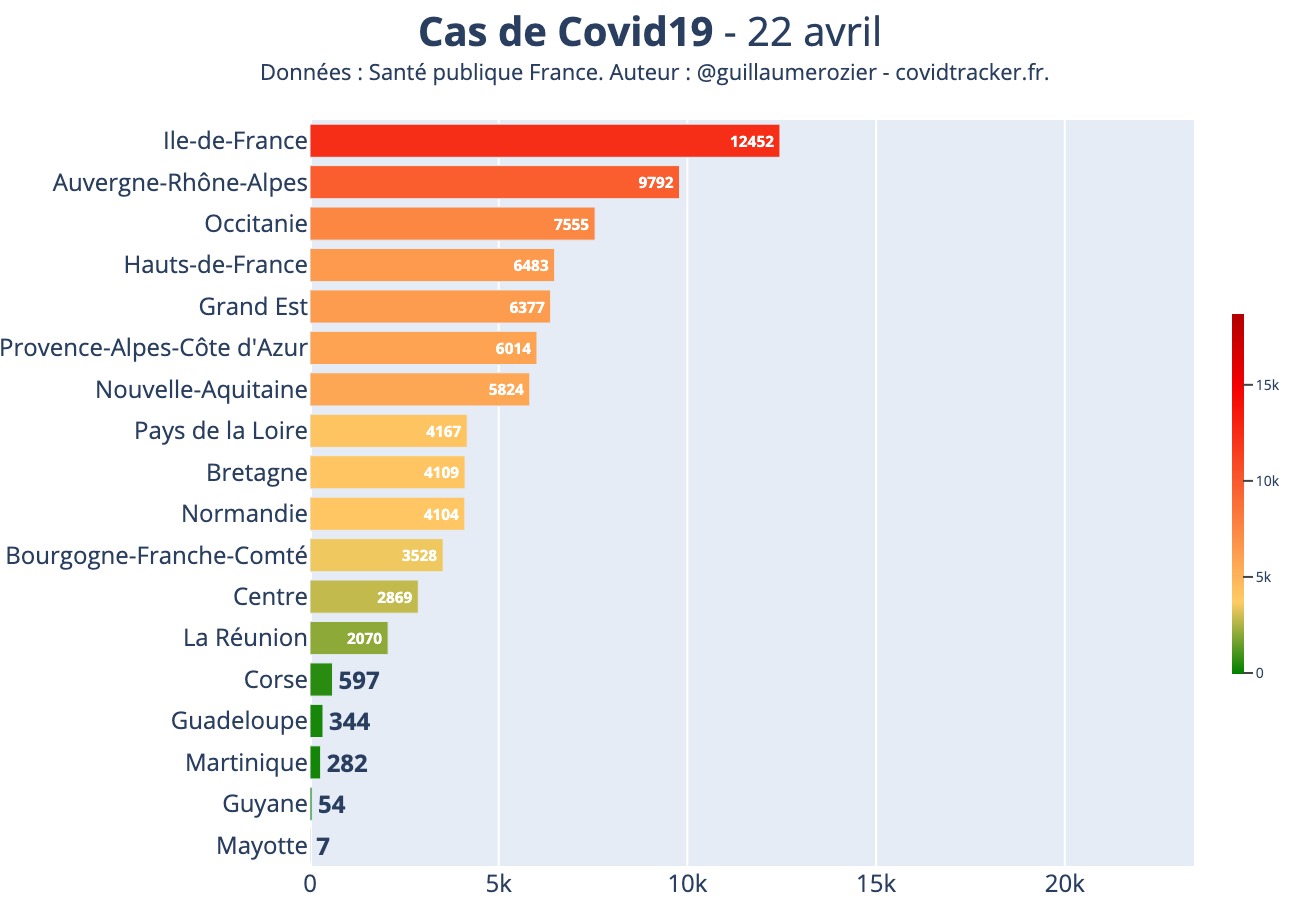 Cas de Covid19 - 22 avril
Données : Santé publique France. Auteur : @guillaumerozier - covidtracker.fr.
Ile-de-France 12452
Auvergne-Rhône-Alpes 9792
Occitanie 7555
Hauts-de-France 6483
Grand Est 6377
Provence-Alpes-Côte d'Azur 6014
Nouvelle-Aquitaine 5824
Pays de la Loire 4167
Bretagne 4109
Normandie 4104
Bourgogne-Franche-Comté 3528
Centre 2869
La Réunion 2070
Corse 597
Guadeloupe 344
Martinique 282
Guyane 54
Mayotte 7
0 5k 10k 15k 20k
15k
10k
5k
0